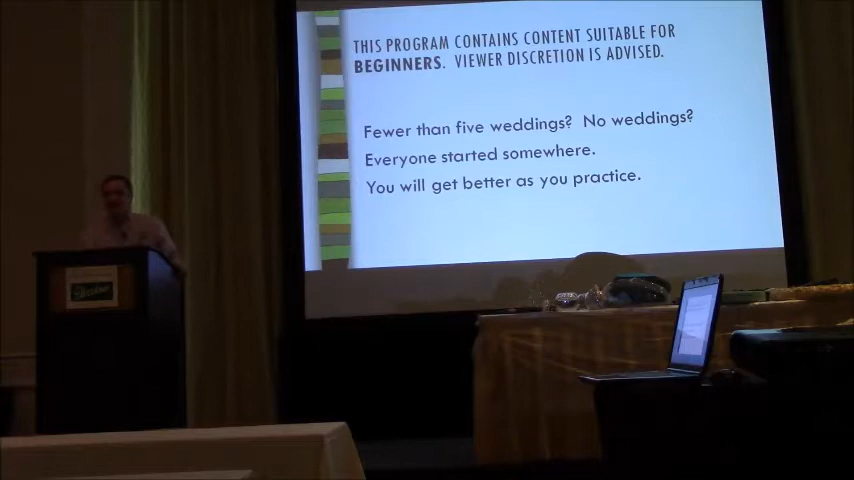 THIS PROGRAM CONTAINS CONTENT SUITABLE FOR
BEGINNERS. VIEWER DISCRETION IS ADVISED.
Fewer than five weddings? No weddings?
Everyone started somewhere.
You will get better as you practice.